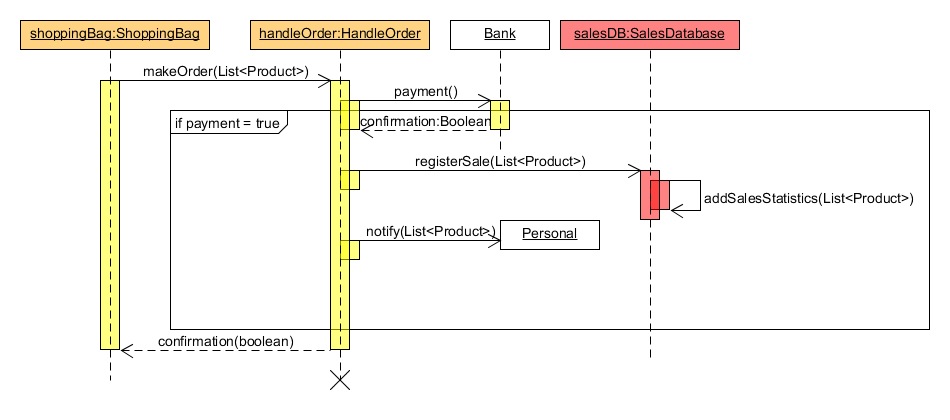 shoppingBag:ShoppingBag
handleOrder:HandleOrder
Bank
salesDB:SalesDatabase
makeOrder(List<Product>)
payment()
if payment = true
confirmation:Boolean
registerSale(List<Product>)
addSalesStatistics(List<Product>)
notify(List<Product>)
Personal
confirmation(boolean)